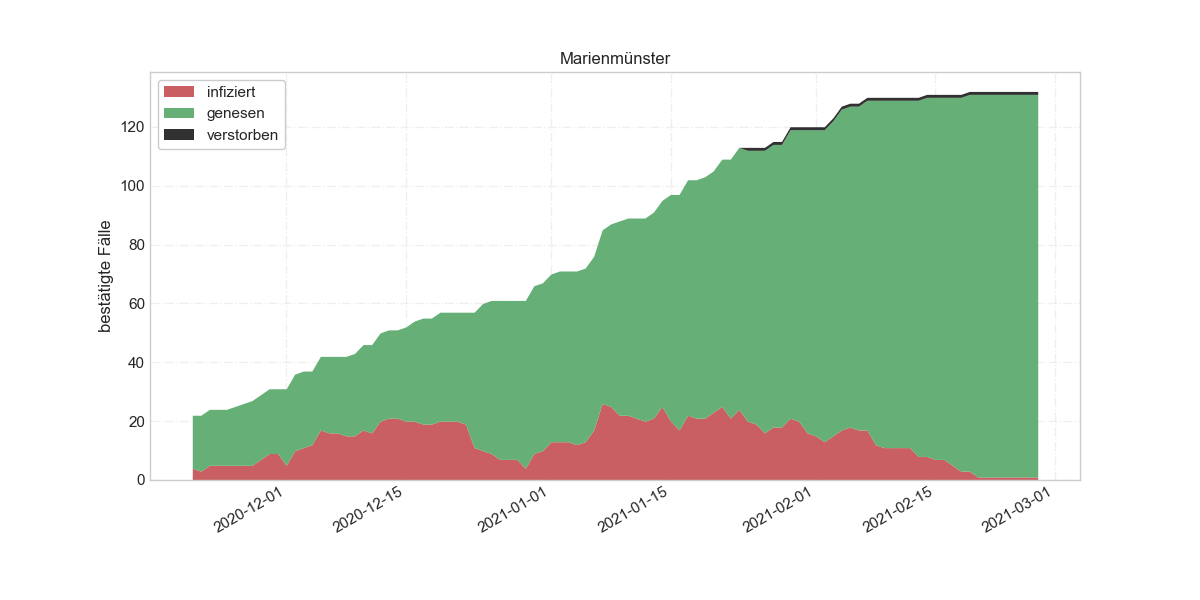 Marienmünster
infiziert
genesen
verstorben
bestätigte Fälle
120
100
80
60
40
20
0
2020-12-01
2020-12-15
2021-01-01
2021-01-15
2021-02-01
2021-02-15
2021-03-01